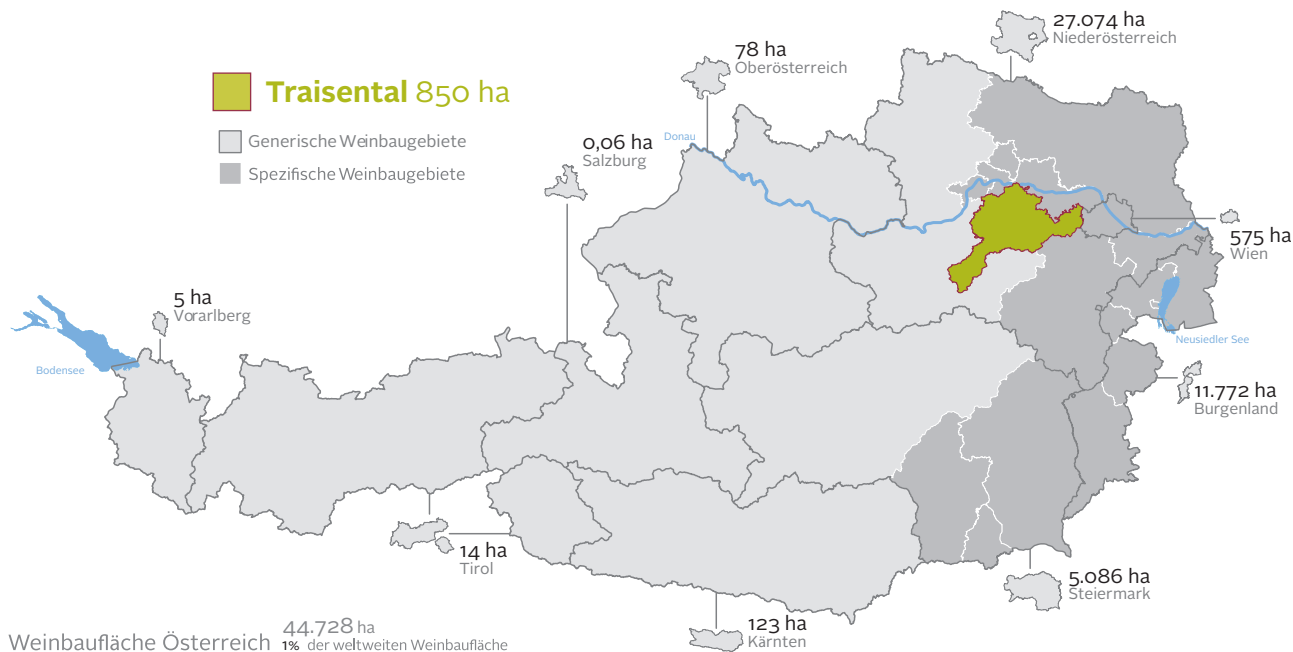 27.074 ha
Niederösterreich
78 ha
Oberösterreich
Traisental 850 ha
Generische Weinbaugebiete
Spezifische Weinbaugebiete
0,06 ha
Salzburg
Donau
575 ha
Wien
5 ha
Vorarlberg
Bodensee
Neusiedler See
11.772 ha
Burgenland
14 ha
Tirol
5.086 ha
Steiermark
123 ha
Kärnten
Weinbaufläche Österreich 44.728 ha
1% der weltweiten Weinbaufläche